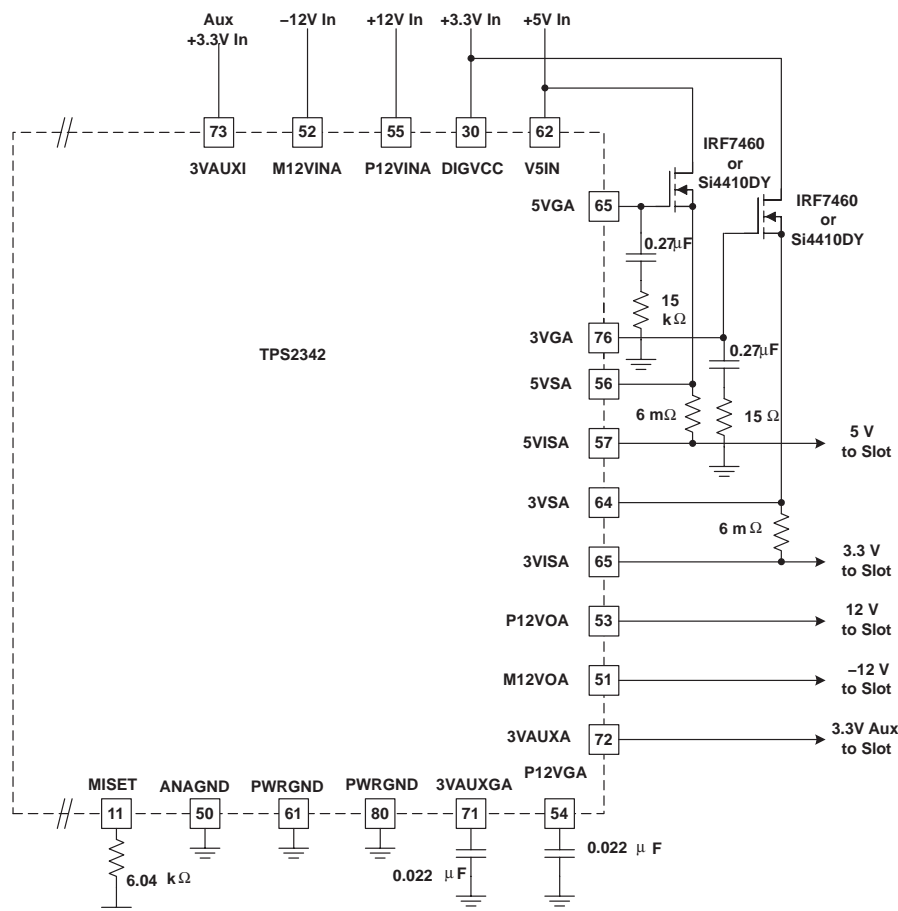 Aux
+3.3V In
–12V In
+12V In
+3.3V In
+5V In
73
52
55
30
62
3VAUXI
M12VINA
P12VINA
DIGVCC
V5IN
IRF7460
or
Si4410DY
IRF7460
or
Si4410DY
5VGA
65
0.27µF
15
kΩ
3VGA
76
0.27µF
TPS2342
5VSA
56
6 mΩ
15 Ω
5VISA
57
5 V
to Slot
3VSA
64
6 mΩ
3VISA
65
3.3 V
to Slot
P12VOA
53
12 V
to Slot
M12VOA
51
–12 V
to Slot
3VAUXA
72
3.3V Aux
to Slot
MISET
ANAGND
PWRGND
PWRGND
3VAUXGA
P12VGA
11
50
61
80
71
54
6.04 kΩ
0.022 µF
0.022 µ F